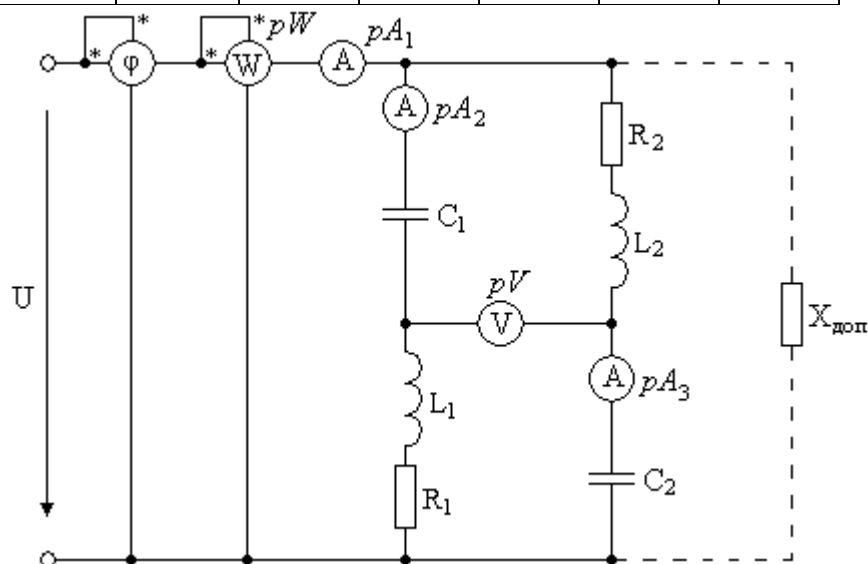 * *
φ
* * pW
W
A pA₁
A pA₂
R₂
C₁
L₂
U
pV
V
Xдоп
A pA₃
L₁
C₂
R₁